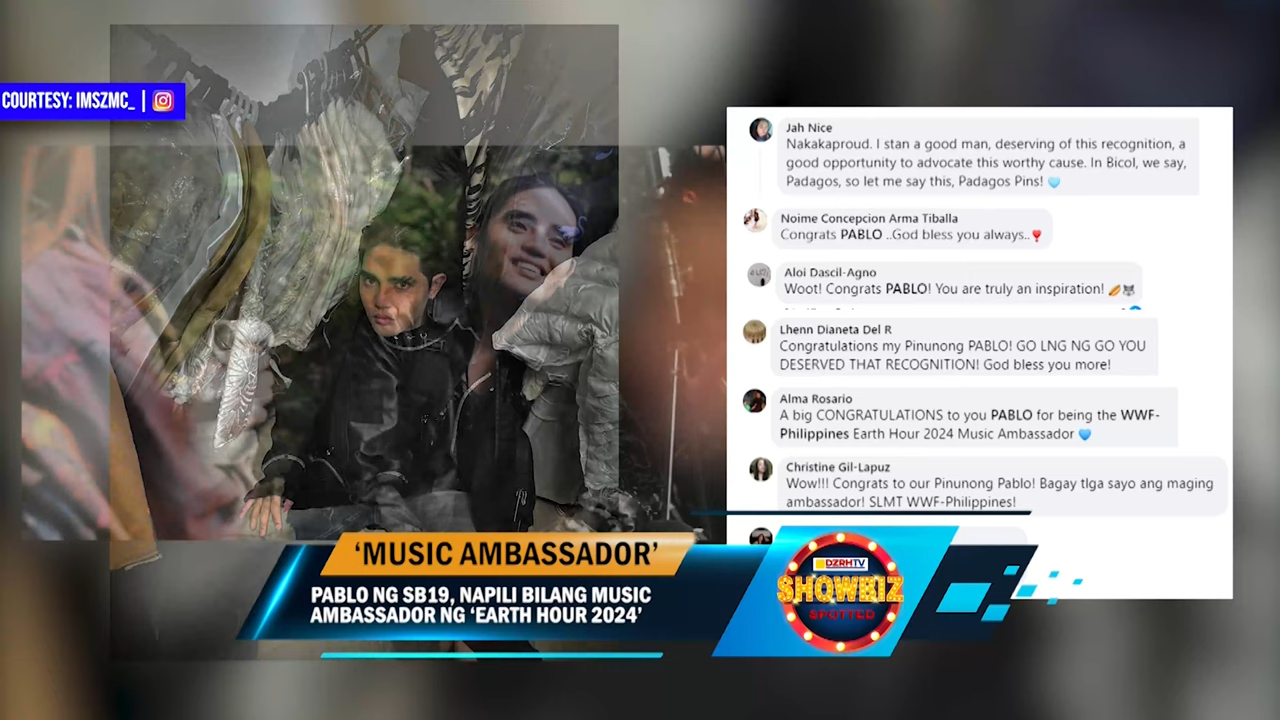 COURTESY: IMSZMC_ |
Jah Nice
Nakakaproud. I stan a good man, deserving of this recognition, a
good opportunity to advocate this worthy cause. In Bicol, we say,
Padagos, so let me say this, Padagos Pins! 🩵
Noime Concepcion Arma Tiballa
Congrats PABLO ..God bless you always..❣️
Aloi Dascil-Agno
Woot! Congrats PABLO! You are truly an inspiration! 🌭🐺
Lhenn Dianeta Del R
Congratulations my Pinunong PABLO! GO LNG NG GO YOU
DESERVED THAT RECOGNITION! God bless you more!
Alma Rosario
A big CONGRATULATIONS to you PABLO for being the WWF-
Philippines Earth Hour 2024 Music Ambassador 💙
Christine Gil-Lapuz
Wow!!! Congrats to our Pinunong Pablo! Bagay tlga sayo ang maging
ambassador! SLMT WWF-Philippines!
‘MUSIC AMBASSADOR’
PABLO NG SB19, NAPILI BILANG MUSIC
AMBASSADOR NG ‘EARTH HOUR 2024’
DZRHTV
SHOWBIZ
SPOTTED